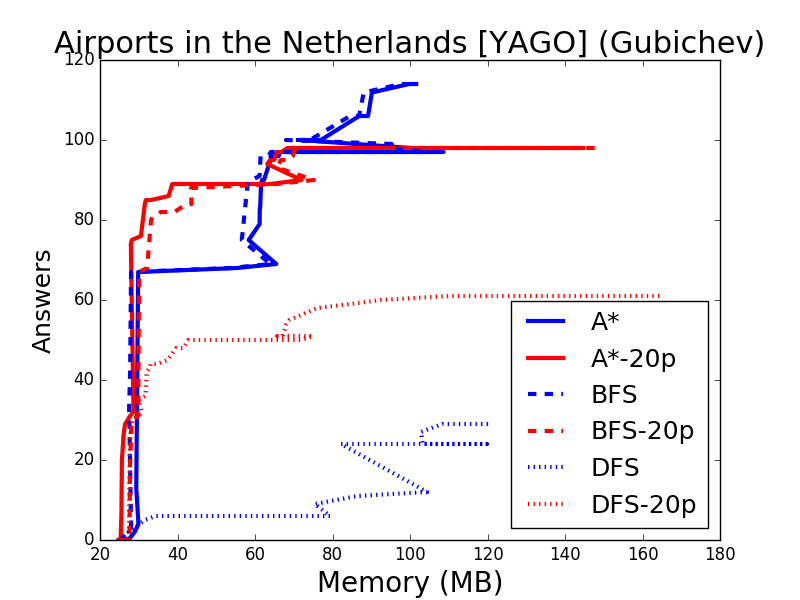 Airports in the Netherlands [YAGO] (Gubichev)
120
100
80
60
40
20
0
Answers
A*
A*-20p
BFS
BFS-20p
DFS
DFS-20p
20 40 60 80 100 120 140 160 180
Memory (MB)